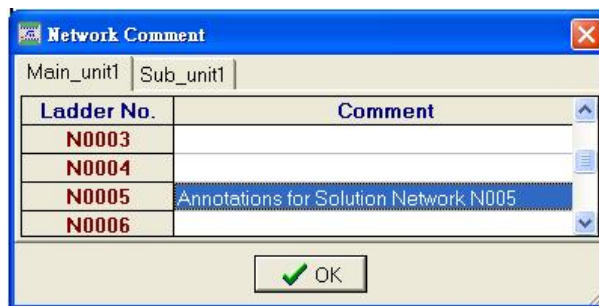 Network Comment
Main_unit1 Sub_unit1
Ladder No. Comment
N0003
N0004
N0005 Annotations for Solution Network N005
N0006
OK